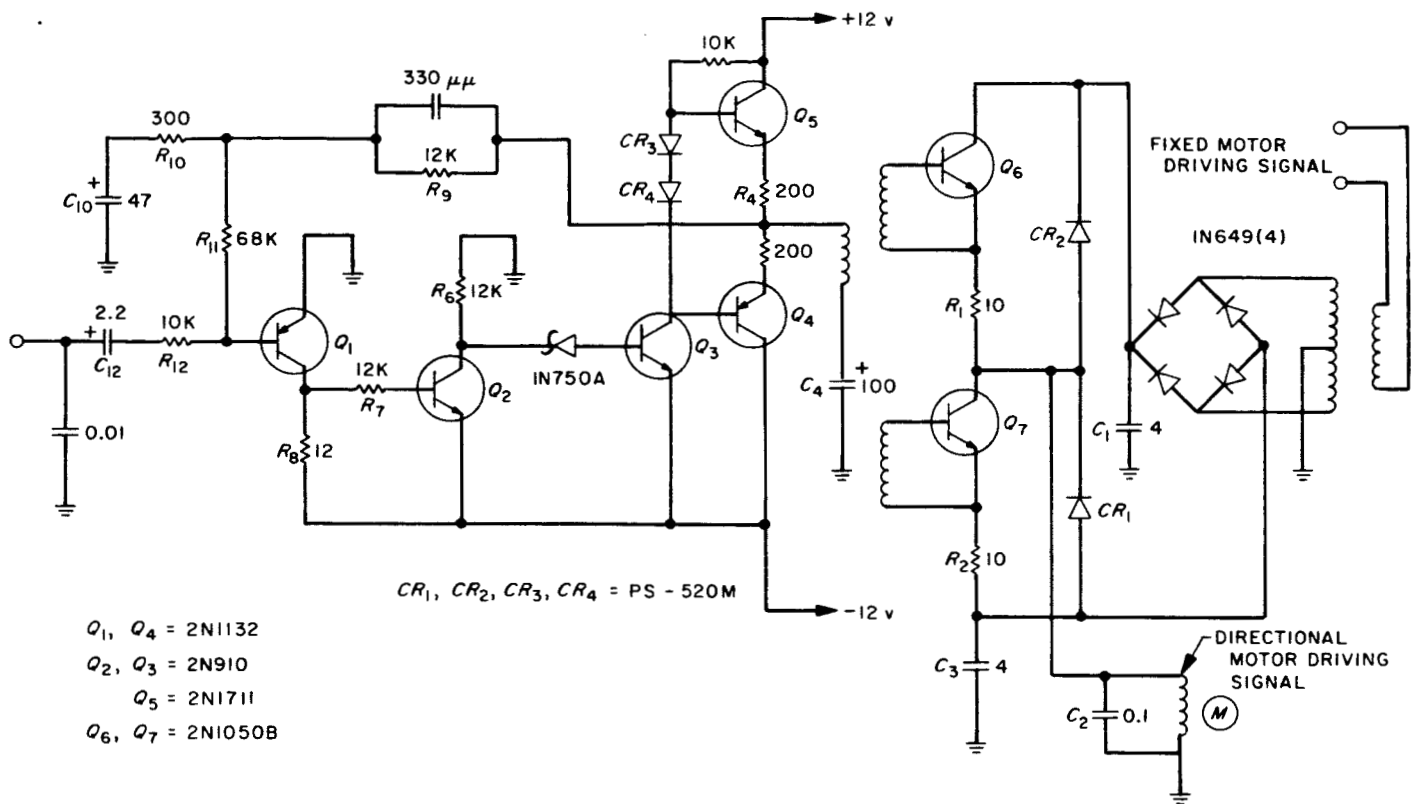 +12 v
10K
330 μμ
Q5
300
R10
12K
R9
CR3
CR4
R4
200
C10
+
47
R11
68K
R6
12K
200
Q4
2.2
+
C12
10K
R12
Q1
12K
R7
Q2
IN750A
Q3
C4
+
100
0.01
R8
12
-12 v
CR1, CR2, CR3, CR4 = PS-520M
Q1, Q4 = 2N1132
Q2, Q3 = 2N910
Q5 = 2N1711
Q6, Q7 = 2N1050B
Q6
R1
10
Q7
R2
10
CR2
CR1
FIXED MOTOR
DRIVING SIGNAL
IN649(4)
C1
4
C3
4
C2
0.1
M
DIRECTIONAL
MOTOR DRIVING
SIGNAL